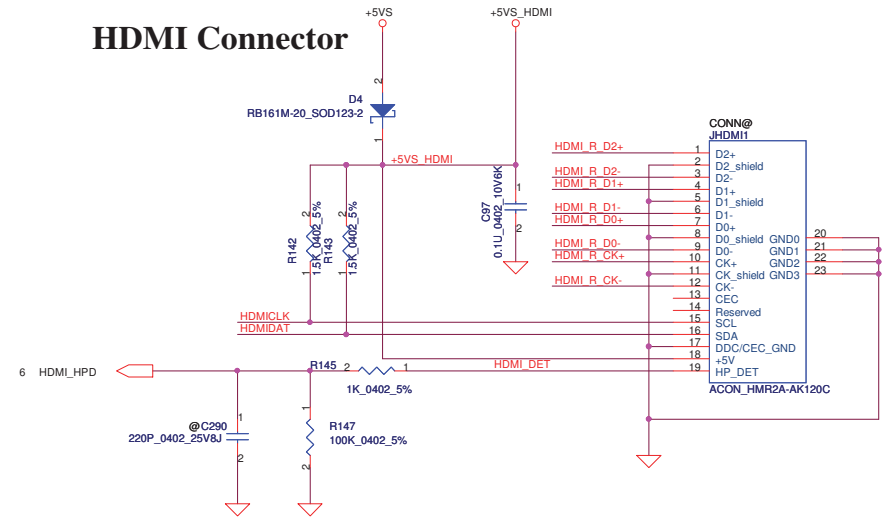 HDMI Connector
+5VS
+5VS_HDMI
2
D4
RB161M-20_SOD123-2
1
+5VS_HDMI
2
R142
1.5K_0402_5%
1
2
R143
1.5K_0402_5%
1
1
C97
0.1U_0402_10V6K
2
CONN@
JHDMI1
HDMI_R_D2+ 1 D2+
2 D2_shield
HDMI_R_D2- 3 D2-
HDMI_R_D1+ 4 D1+
5 D1_shield
HDMI_R_D1- 6 D1-
HDMI_R_D0+ 7 D0+
8 D0_shield GND0 20
HDMI_R_D0- 9 D0- GND1 21
HDMI_R_CK+ 10 CK+ GND2 22
11 CK_shield GND3 23
HDMI_R_CK- 12 CK-
13 CEC
14 Reserved
HDMICLK 15 SCL
HDMIDAT 16 SDA
17 DDC/CEC_GND
18 +5V
HDMI_DET 19 HP_DET
ACON_HMR2A-AK120C
6 HDMI_HPD
R145
2 1
1K_0402_5%
1
@C290
220P_0402_25V8J
2
1
R147
100K_0402_5%
2